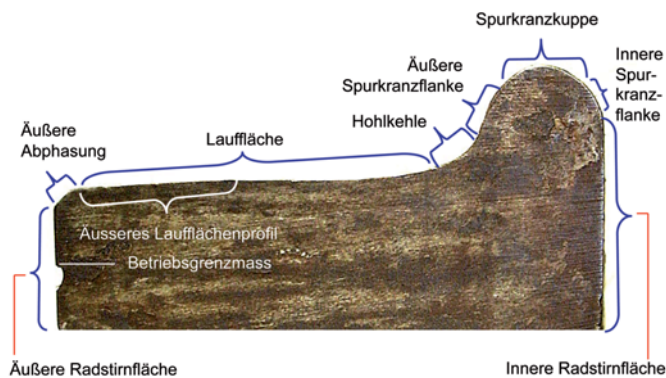 Spurkranzkuppe
Äußere
Spurkranzflanke
Innere
Spur-
kranz-
flanke
Hohlkehle
Äußere
Abphasung
Lauffläche
Äusseres Laufflächenprofil
Betriebsgrenzmass
Äußere Radstirnfläche
Innere Radstirnfläche